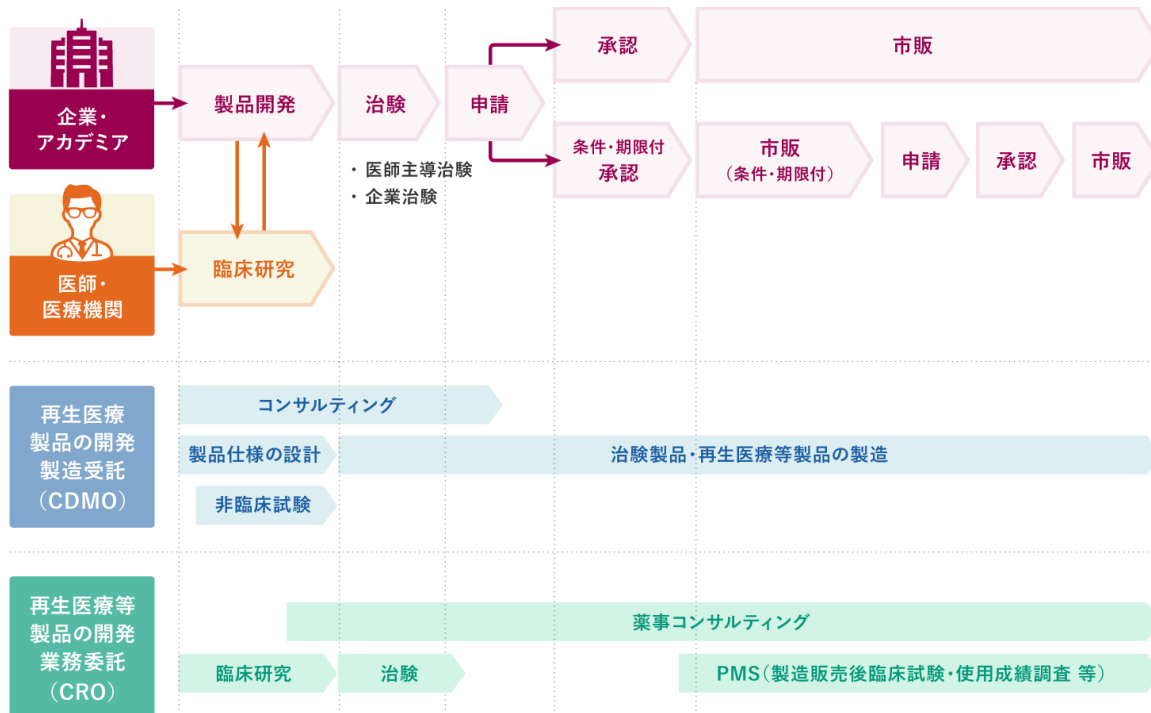 企業・
アカデミア
製品開発
治験
申請
承認
市販
・医師主導治験
・企業治験
条件・期限付
承認
市販
（条件・期限付）
申請
承認
市販
医師・
医療機関
臨床研究
再生医療
製品の開発
製造受託
（CDMO）
コンサルティング
製品仕様の設計
治験製品・再生医療等製品の製造
非臨床試験
再生医療等
製品の開発
業務委託
（CRO）
薬事コンサルティング
臨床研究
治験
PMS（製造販売後臨床試験・使用成績調査 等）